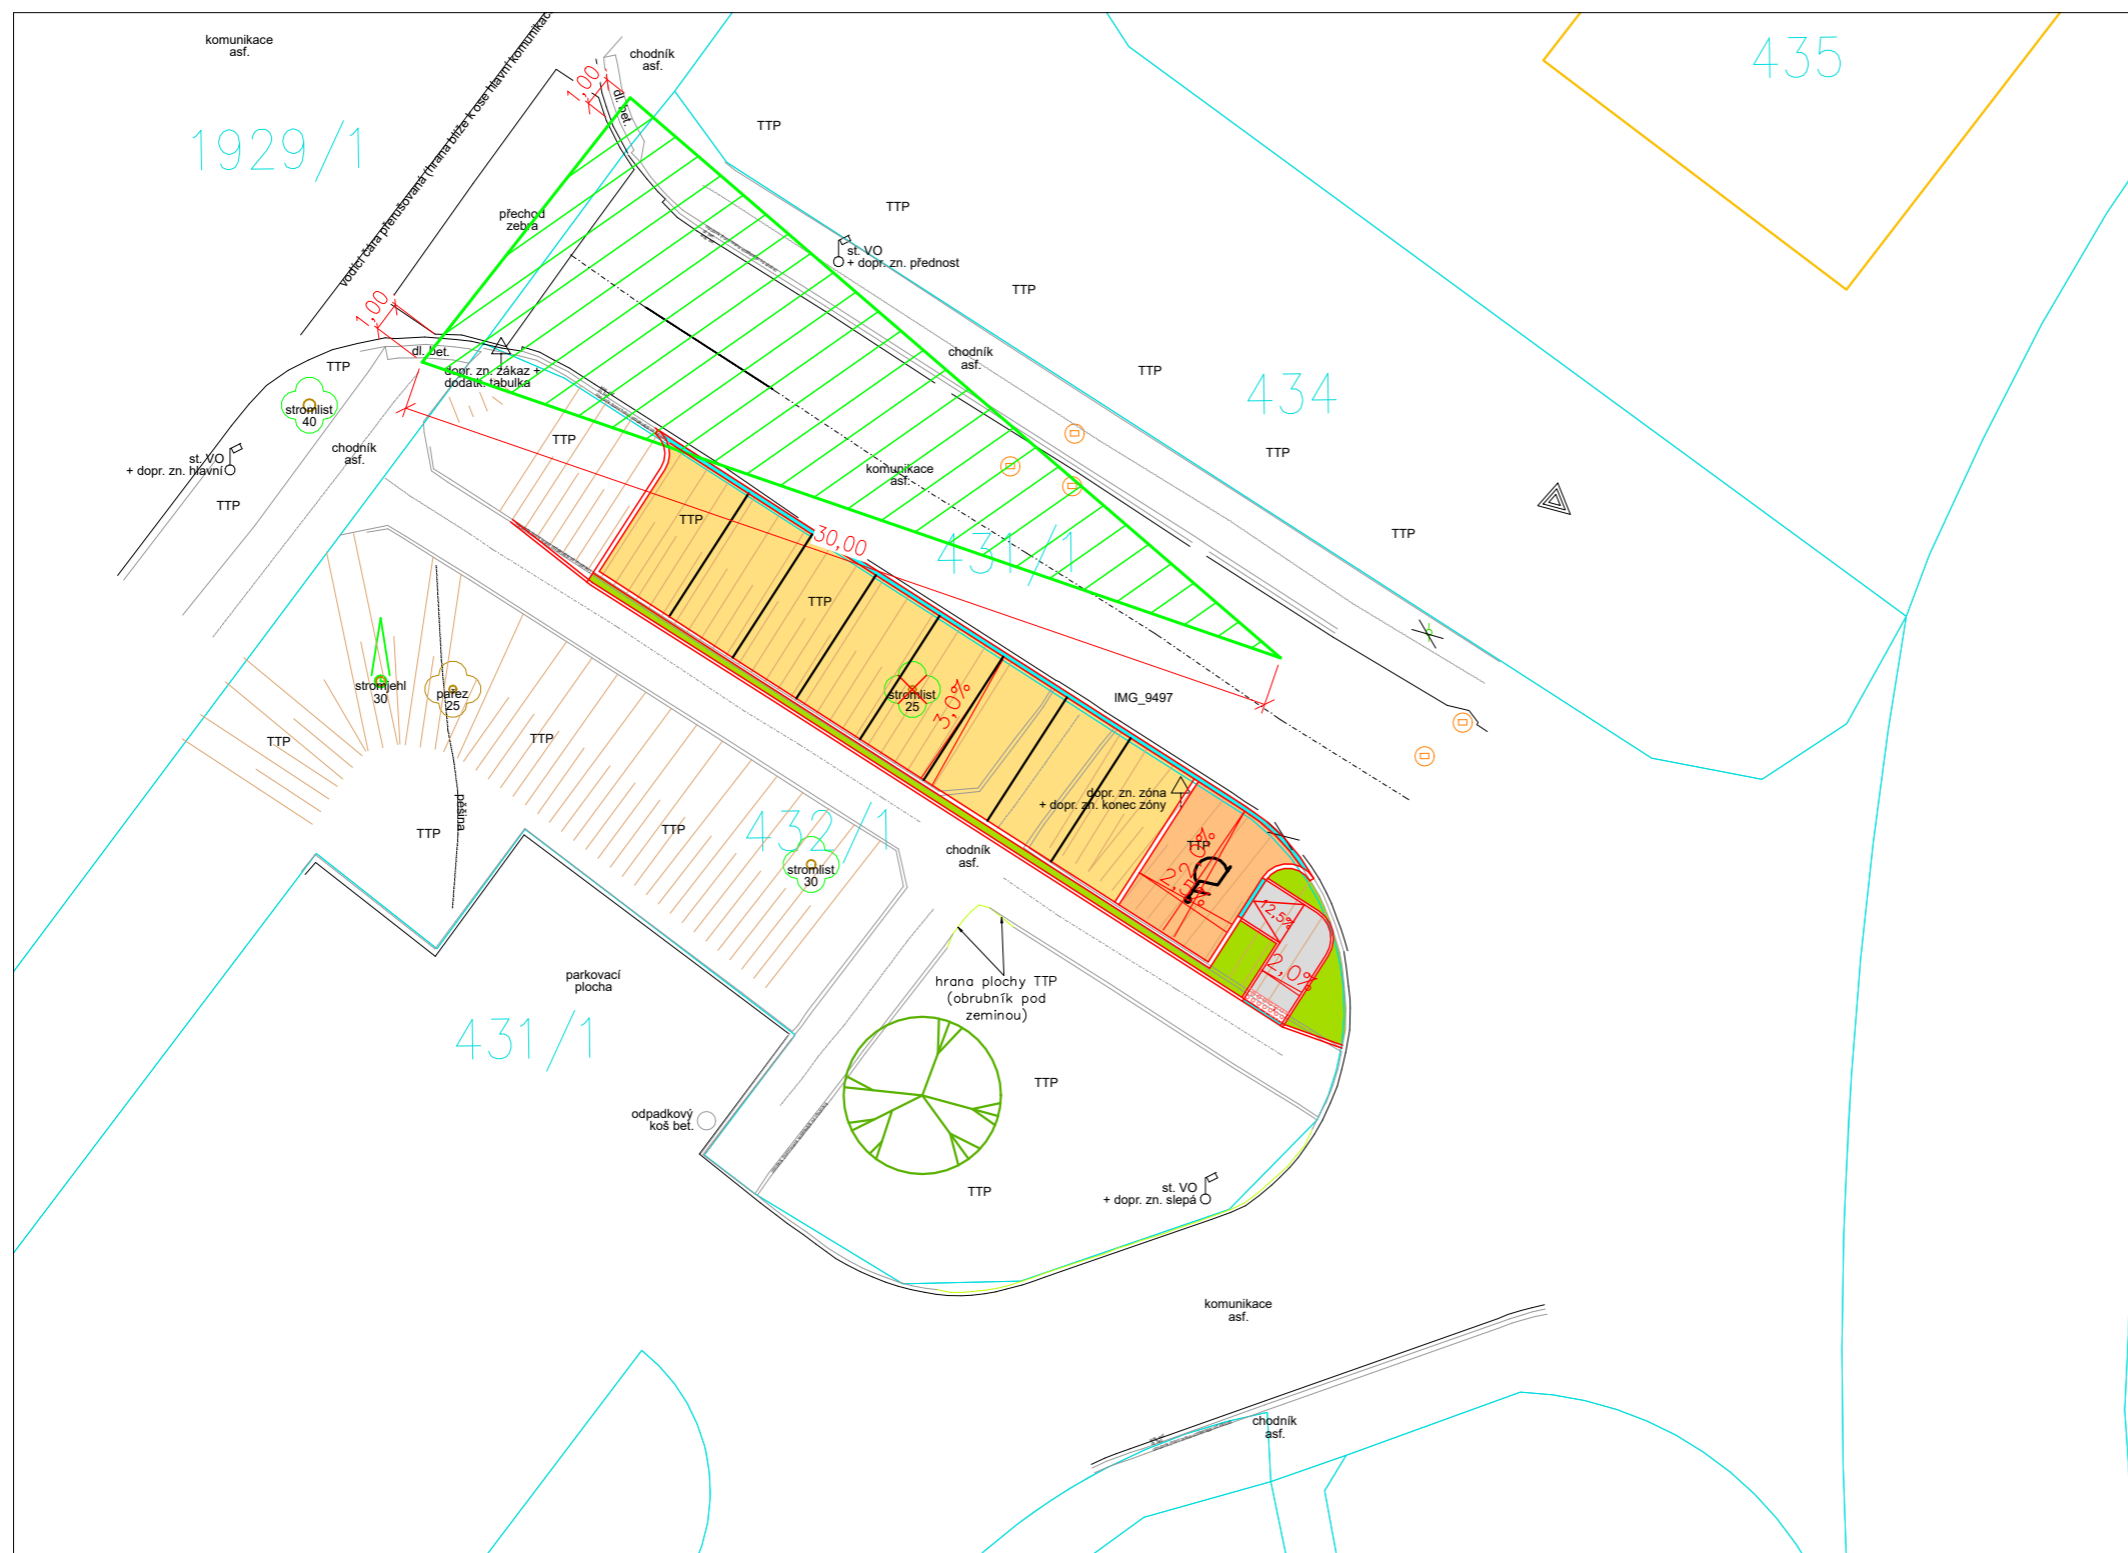 komunikace
asf.
chodník
asf.
435
1,00
dl. bet.
vodící čára přerušovaná (hrana blíže k ose hlavní komunikac
1929/1
TTP
přechod
zebra
TTP
st. VO
+ dopr. zn. přednost
TTP
1,00
dl. bet.
TTP
chodník
asf.
TTP
dopr. zn. zákaz +
dodatk. tabulka
434
stromlist
40
TTP
chodník
asf.
TTP
st. VO
+ dopr. zn. hlavní
komunikace
asf.
TTP
TTP
TTP
30,00
431/1
TTP
stromjehl
30
pařez
25
stromlist
25
3,0%
IMG_9497
TTP
TTP
dopr. zn. zóna
+ dopr. zn. konec zóny
pěšina
TTP
TTP
432/1
TTP
2,0%
2,5%
chodník
asf.
stromlist
30
12,5%
2,0%
parkovací
plocha
hrana plochy TTP
(obrubník pod
zeminou)
431/1
TTP
odpadkový
koš bet.
TTP
st. VO
+ dopr. zn. slepá
komunikace
asf.
chodník
asf.